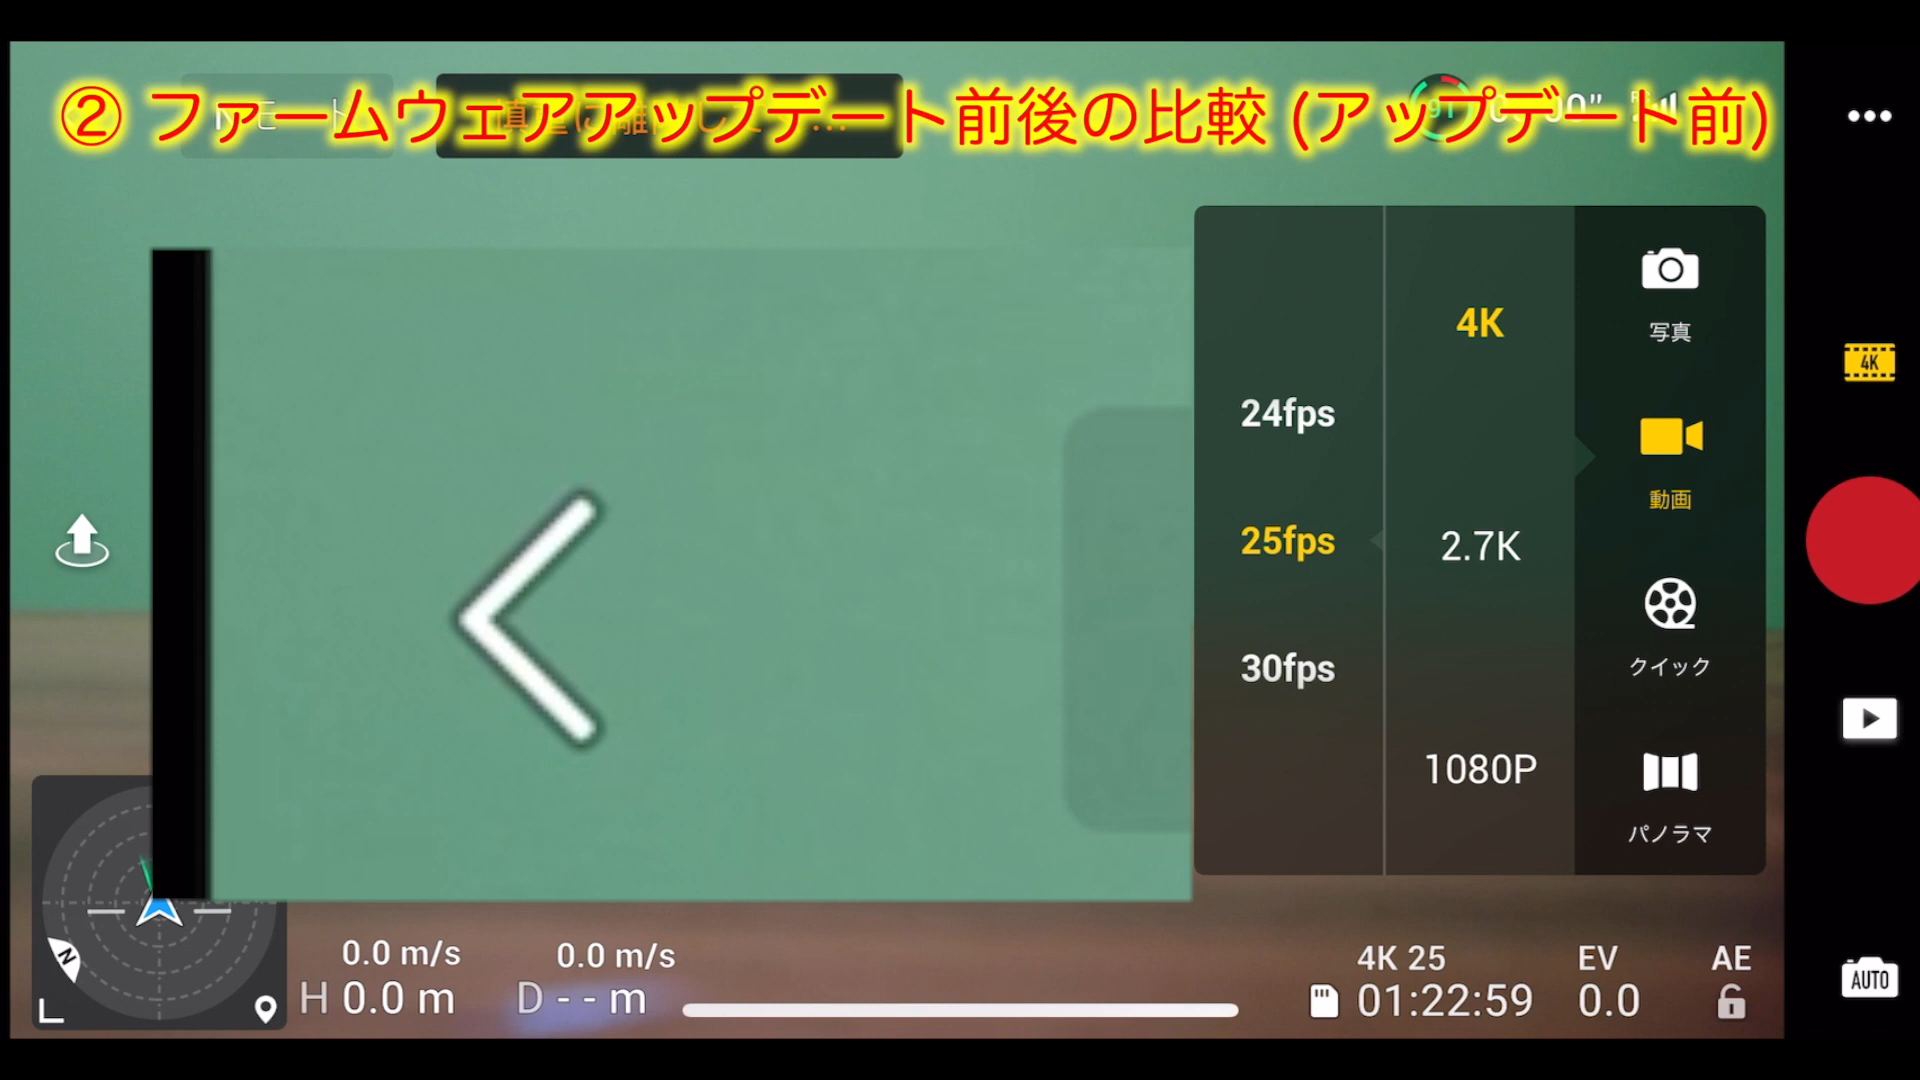 ② ファームウェアアップデート前後の比較 (アップデート前)
4K
写真
4K
24fps
動画
25fps
2.7K
30fps
クイック
1080P
パノラマ
N
0.0 m/s
0.0 m/s
H 0.0 m
D - - m
4K 25
01:22:59
EV
0.0
AE
AUTO